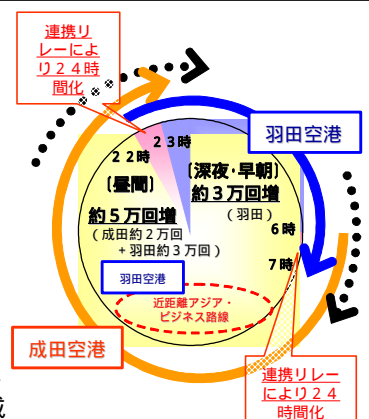 連携リ
レーによ
り２４時
間化
羽田空港
２３時
２２時
〔昼間〕
〔深夜･早朝〕
約３万回増
（羽田）
約５万回増
（成田約２万回
＋羽田約３万回）
６時
７時
羽田空港
近距離アジア・
ビジネス路線
成田空港
連携リレー
により２４
時間化